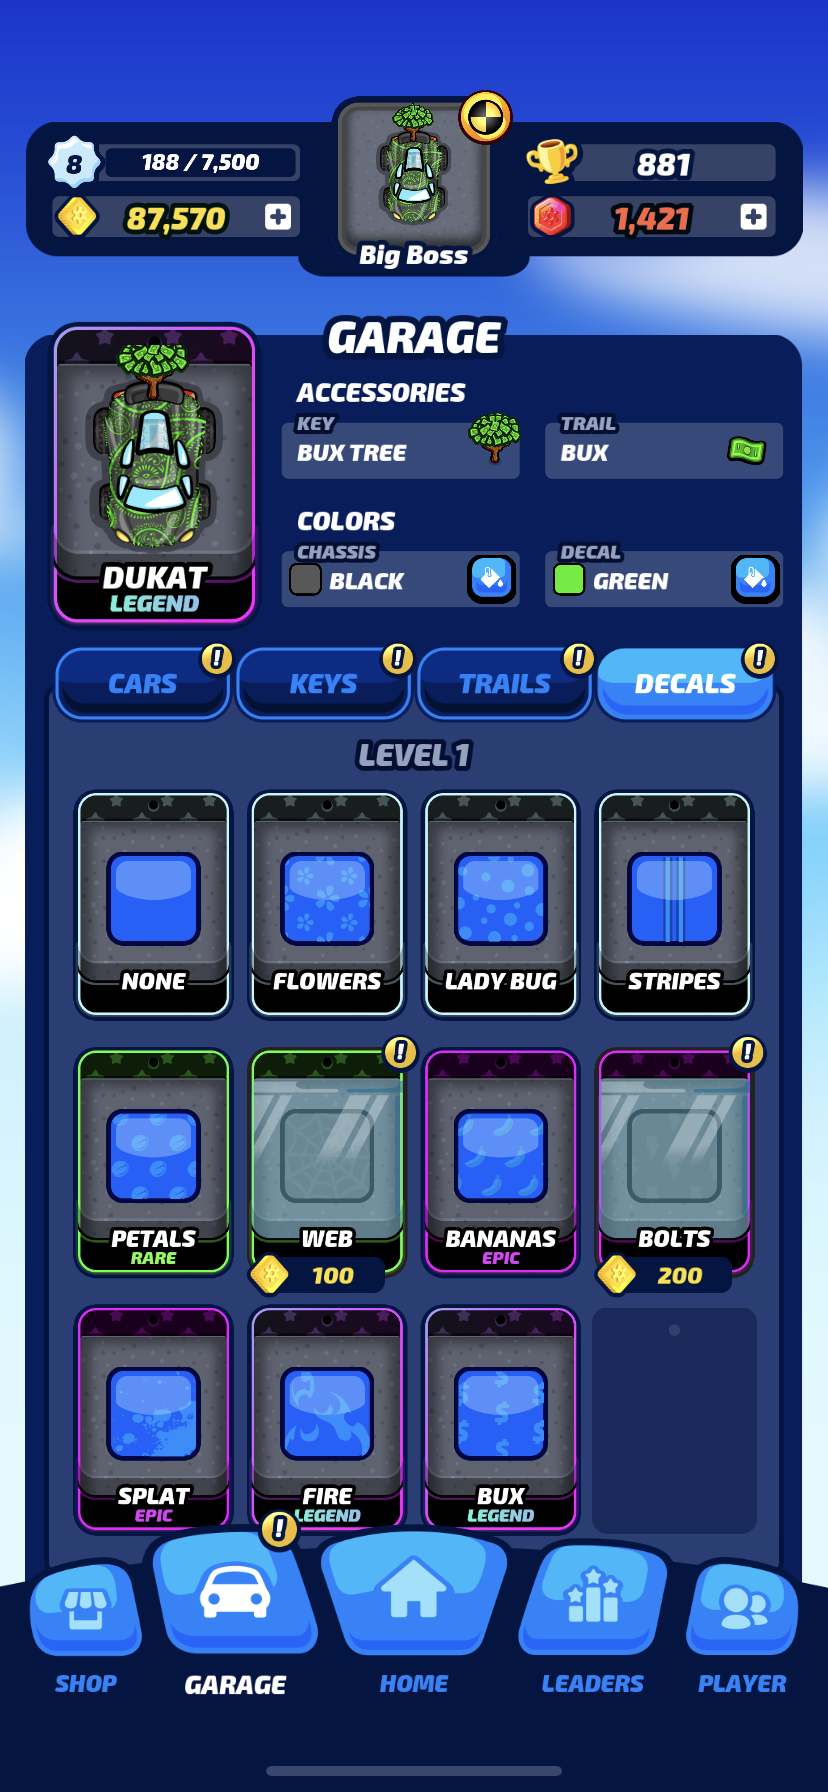 8
188 / 7,500
881
87,570
1,421
Big Boss
GARAGE
ACCESSORIES
KEY
BUX TREE
TRAIL
BUX
COLORS
CHASSIS
BLACK
DECAL
GREEN
DUKAT
LEGEND
CARS
!
KEYS
!
TRAILS
!
DECALS
!
LEVEL 1
NONE
FLOWERS
LADY BUG
STRIPES
!
!
PETALS
RARE
WEB
100
BANANAS
EPIC
BOLTS
200
SPLAT
EPIC
FIRE
LEGEND
BUX
LEGEND
!
SHOP
GARAGE
HOME
LEADERS
PLAYER